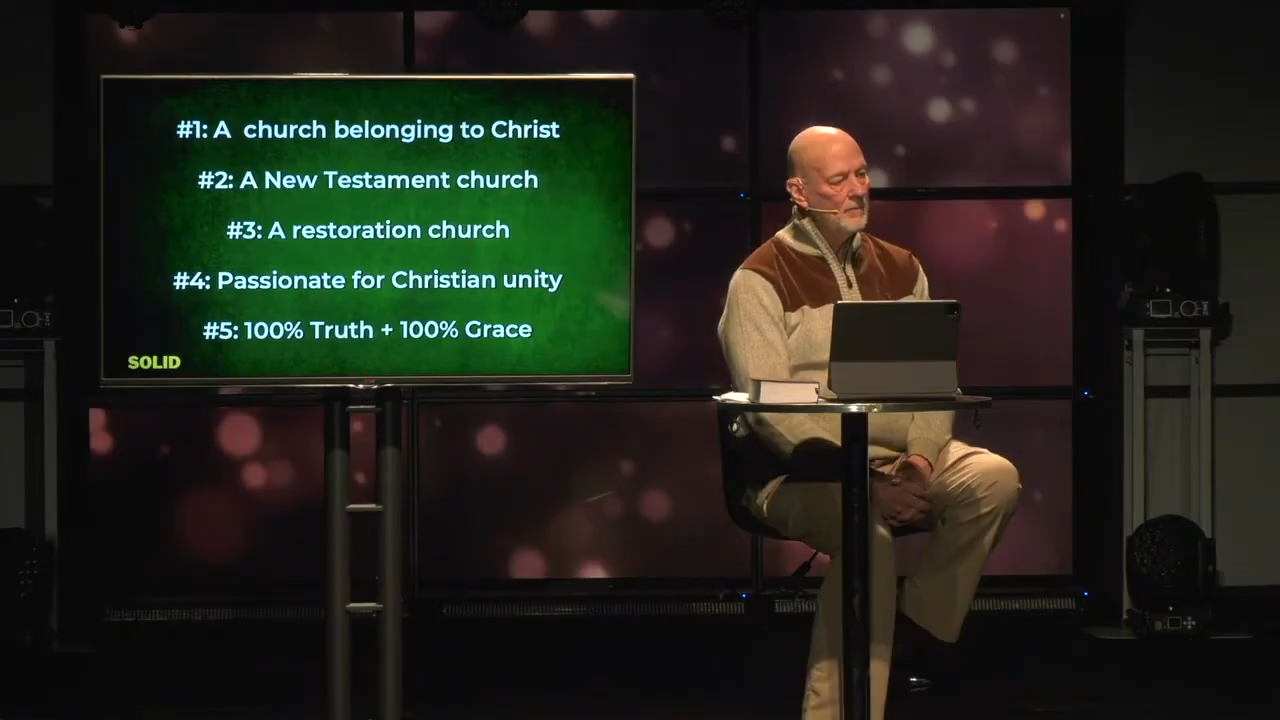 #1: A  church belonging to Christ
#2: A New Testament church
#3: A restoration church
#4: Passionate for Christian unity
#5: 100% Truth + 100% Grace
SOLID